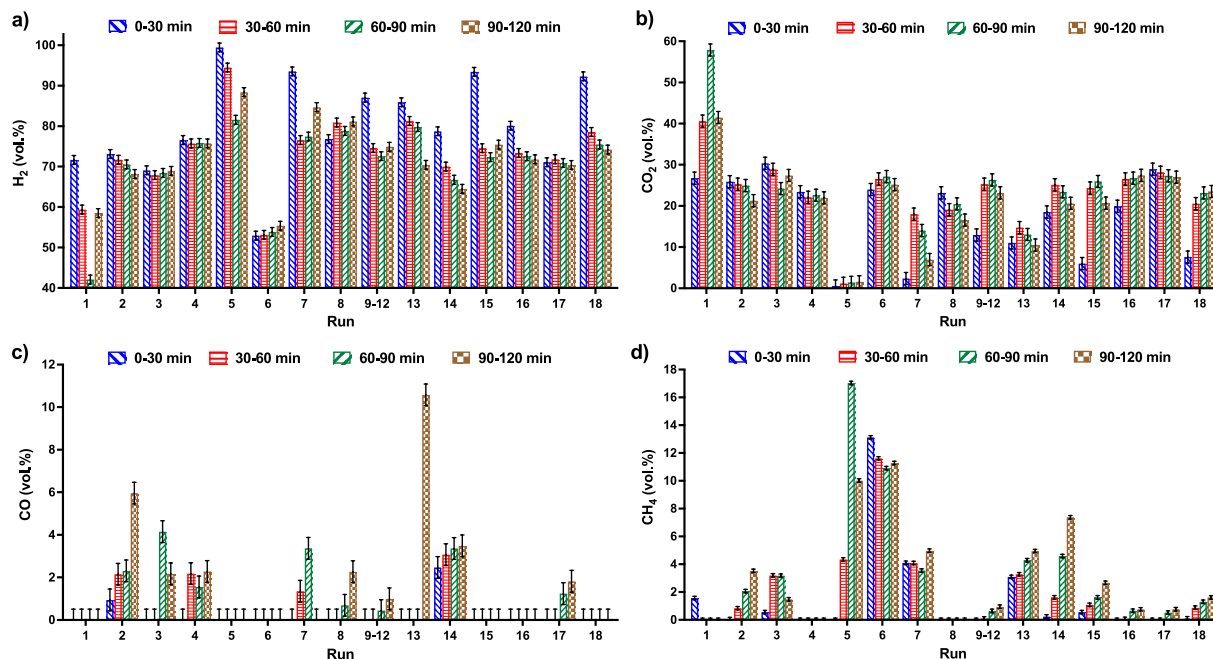 a)
0-30 min 30-60 min 60-90 min 90-120 min
H2 (vol.%)
100
90
80
70
60
50
40
1 2 3 4 5 6 7 8 9-12 13 14 15 16 17 18
Run
b)
0-30 min 30-60 min 60-90 min 90-120 min
CO2 (vol.%)
60
50
40
30
20
10
0
1 2 3 4 5 6 7 8 9-12 13 14 15 16 17 18
Run
c)
0-30 min 30-60 min 60-90 min 90-120 min
CO (vol.%)
12
10
8
6
4
2
0
1 2 3 4 5 6 7 8 9-12 13 14 15 16 17 18
Run
d)
0-30 min 30-60 min 60-90 min 90-120 min
CH4 (vol.%)
18
16
14
12
10
8
6
4
2
0
1 2 3 4 5 6 7 8 9-12 13 14 15 16 17 18
Run